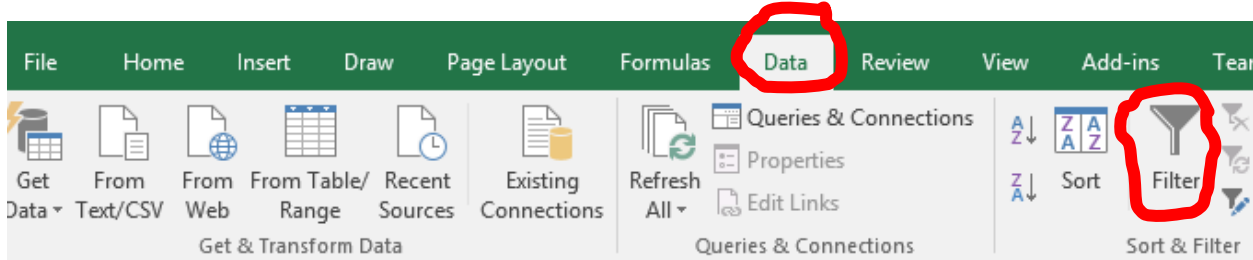 File Home Insert Draw Page Layout Formulas Data Review View Add-ins
Get Data
From Text/CSV
From Web
From Table/ Range
Recent Sources
Existing Connections
Get & Transform Data
Refresh All
Queries & Connections
Properties
Edit Links
Queries & Connections
A Z
Z A
Z A A Z
Sort
Filter
Sort & Filter